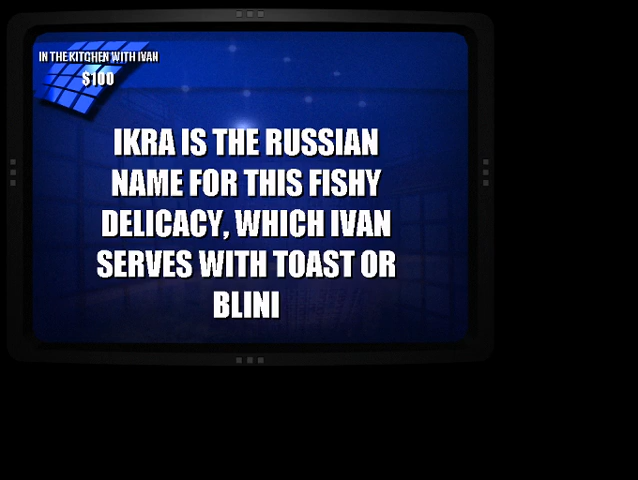 IN THE KITCHEN WITH IVAN
$100
IKRA IS THE RUSSIAN
NAME FOR THIS FISHY
DELICACY, WHICH IVAN
SERVES WITH TOAST OR
BLINI